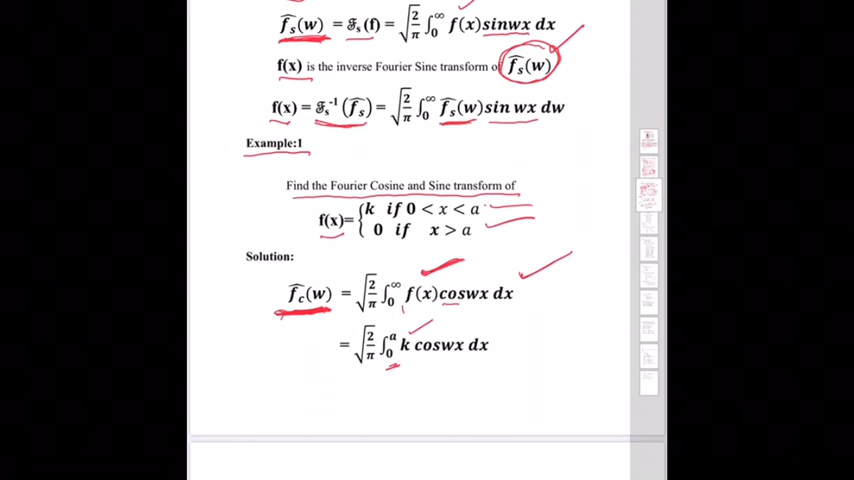 f̂ₛ(w) = 𝕱ₛ(f) = √(2/π) ∫₀^∞ f(x)sinwx dx
f(x) is the inverse Fourier Sine transform of f̂ₛ(w)
f(x) = 𝕱ₛ⁻¹(f̂ₛ) = √(2/π) ∫₀^∞ f̂ₛ(w)sin wx dw
Example:1
Find the Fourier Cosine and Sine transform of
f(x)={k if 0 < x < a
0 if x > a
Solution:
f̂c(w) = √(2/π) ∫₀^∞ f(x)coswx dx
= √(2/π) ∫₀^a k coswx dx